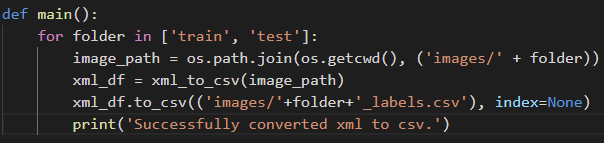 def main():
    for folder in ['train', 'test']:
        image_path = os.path.join(os.getcwd(), ('images/' + folder))
        xml_df = xml_to_csv(image_path)
        xml_df.to_csv(('images/'+folder+'_labels.csv'), index=None)
        print('Successfully converted xml to csv.')